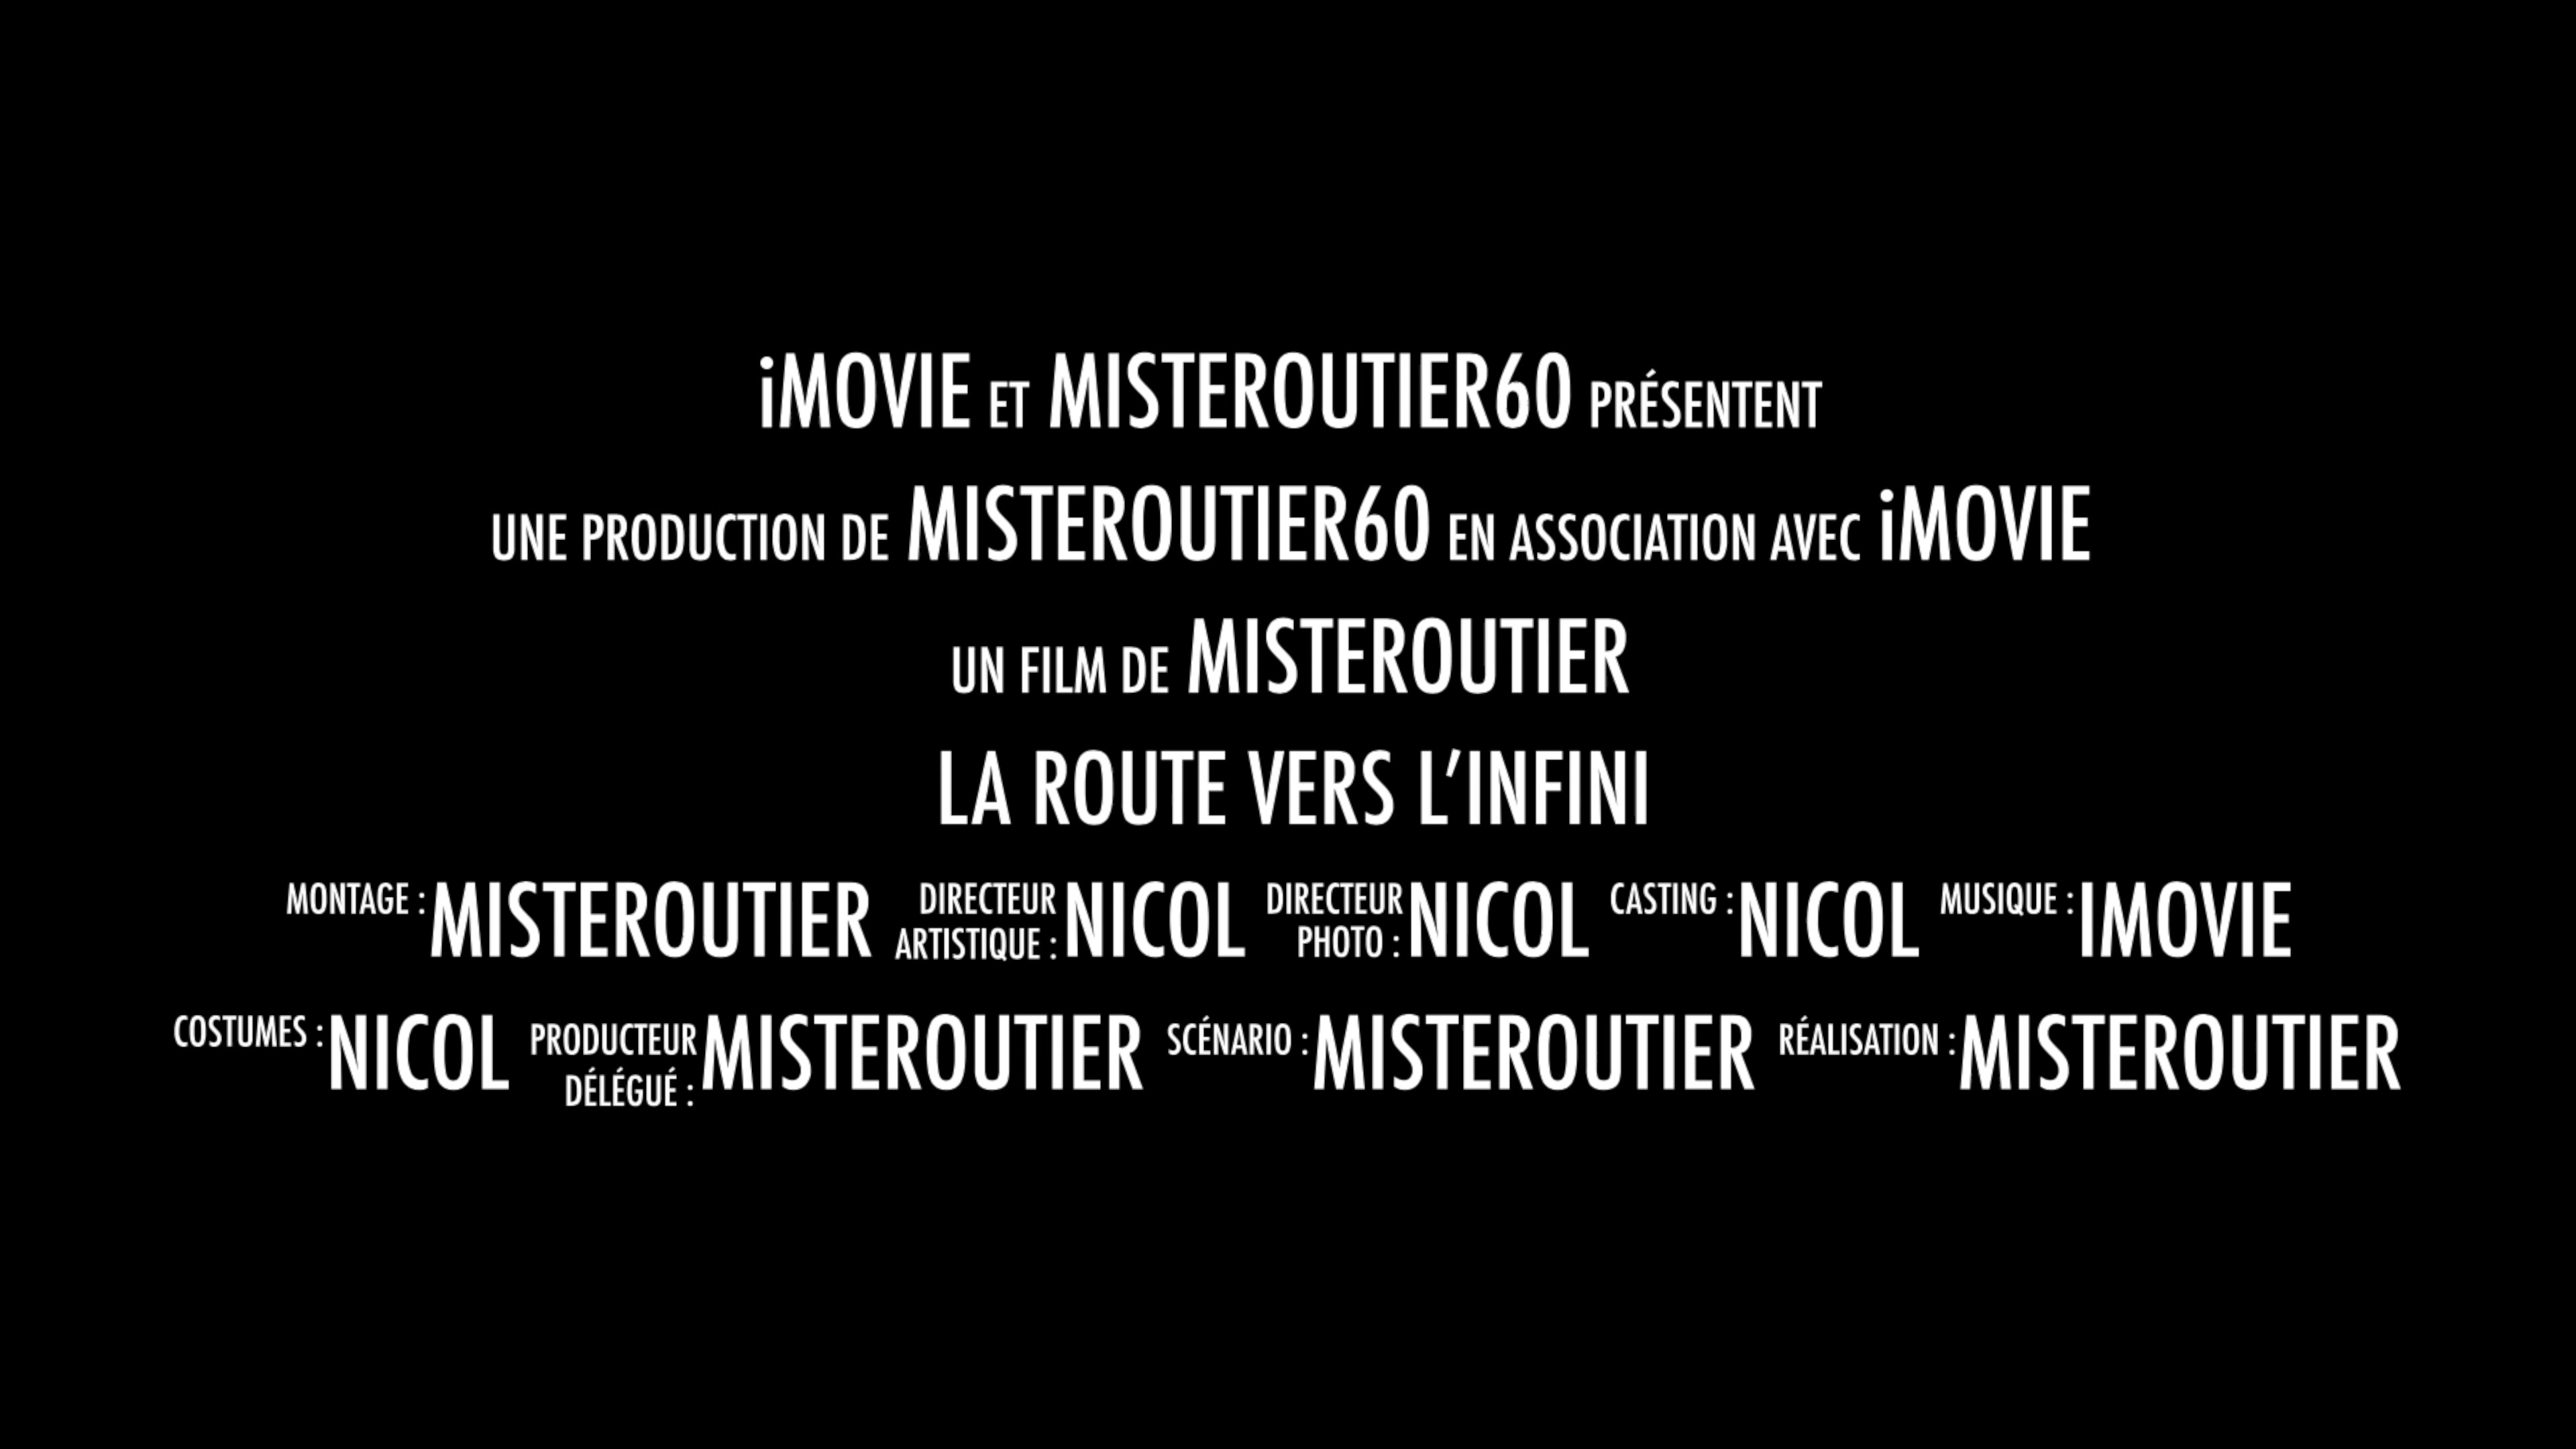 iMOVIE ET MISTEROUTIER60 PRÉSENTENT
UNE PRODUCTION DE MISTEROUTIER60 EN ASSOCIATION AVEC iMOVIE
UN FILM DE MISTEROUTIER
LA ROUTE VERS L’INFINI
MONTAGE : MISTEROUTIER DIRECTEUR ARTISTIQUE : NICOL DIRECTEUR PHOTO : NICOL CASTING : NICOL MUSIQUE : IMOVIE
COSTUMES : NICOL PRODUCTEUR DÉLÉGUÉ : MISTEROUTIER SCÉNARIO : MISTEROUTIER RÉALISATION : MISTEROUTIER